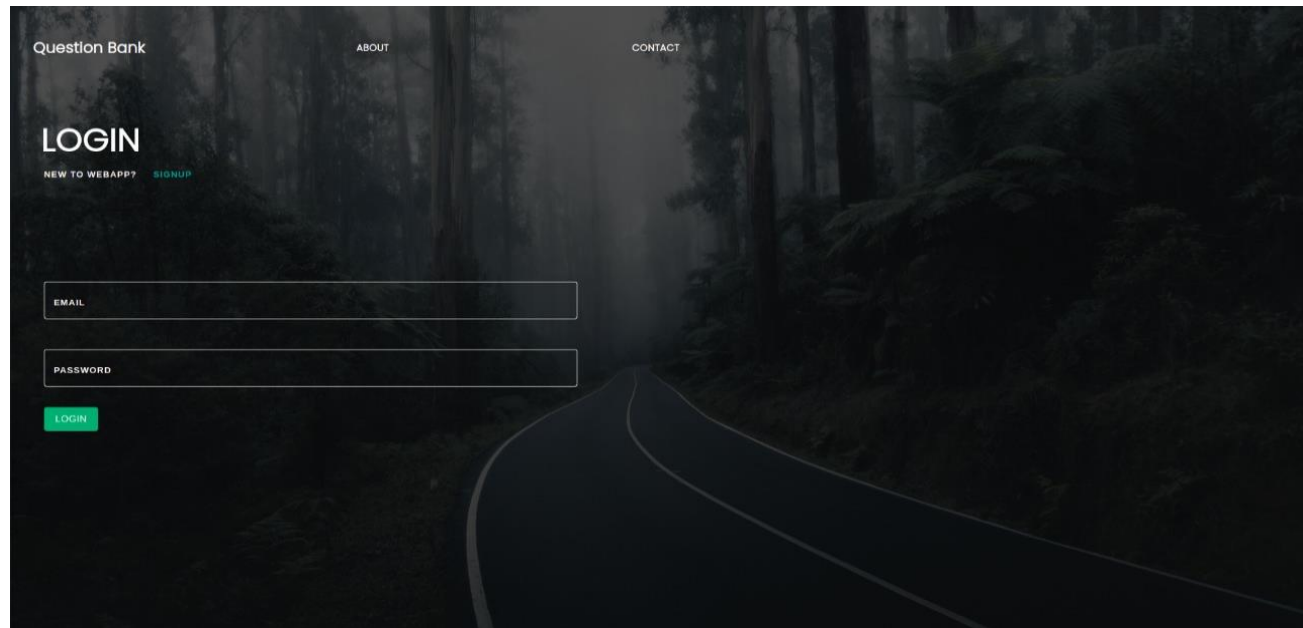 Question Bank ABOUT CONTACT
LOGIN
NEW TO WEBAPP? SIGNUP
EMAIL
PASSWORD
LOGIN